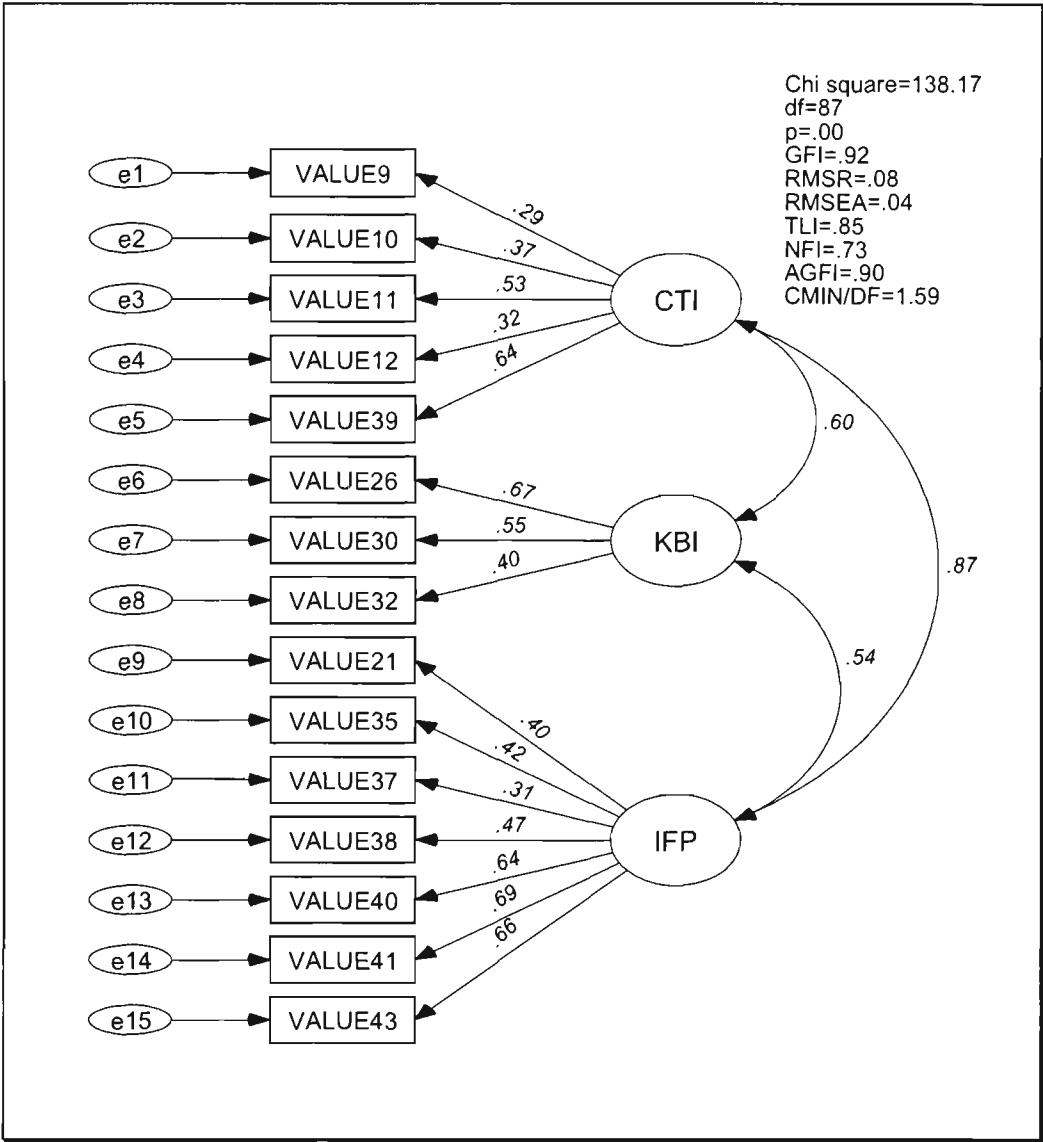 Chi square=138.17
df=87
p=.00
GFI=.92
RMSR=.08
RMSEA=.04
TLI=.85
NFI=.73
AGFI=.90
CMIN/DF=1.59
e1 VALUE9
.29
e2 VALUE10
.37
e3 VALUE11
.53
CTI
e4 VALUE12
.32
e5 VALUE39
.64
.60
e6 VALUE26
.67
e7 VALUE30
.55
KBI
e8 VALUE32
.40
.87
e9 VALUE21
.40
.54
e10 VALUE35
.42
e11 VALUE37
.31
e12 VALUE38
.47
IFP
e13 VALUE40
.64
e14 VALUE41
.69
e15 VALUE43
.66